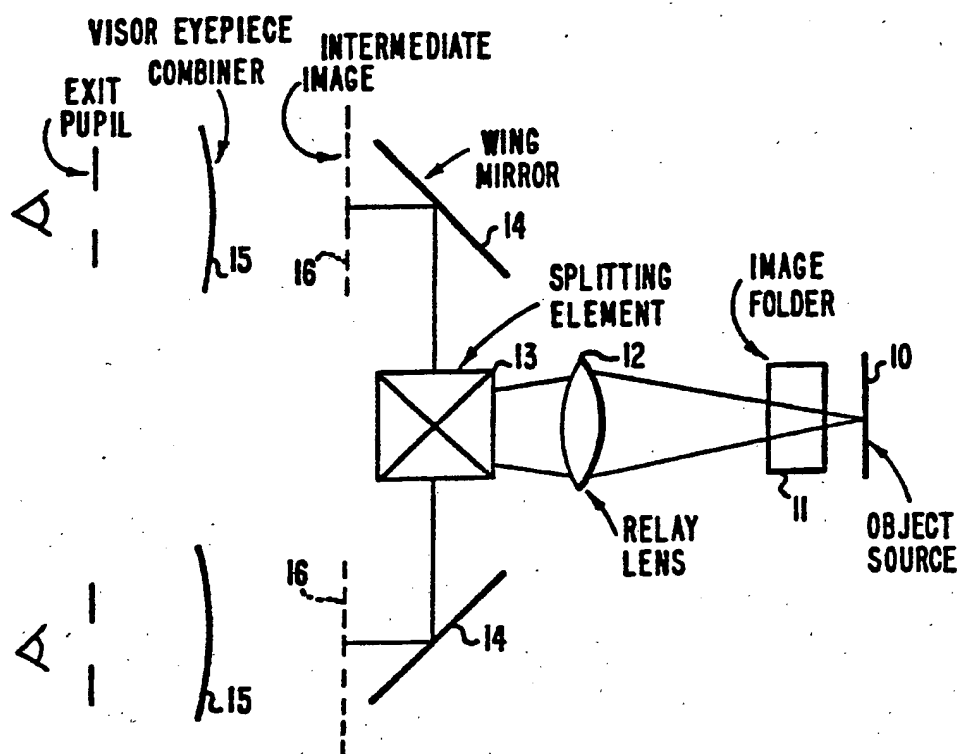 VISOR EYEPIECE
COMBINER
INTERMEDIATE
IMAGE
EXIT
PUPIL
WING
MIRROR
14
15
16
SPLITTING
ELEMENT
IMAGE
FOLDER
13
12
10
11
RELAY
LENS
OBJECT
SOURCE
16
14
15